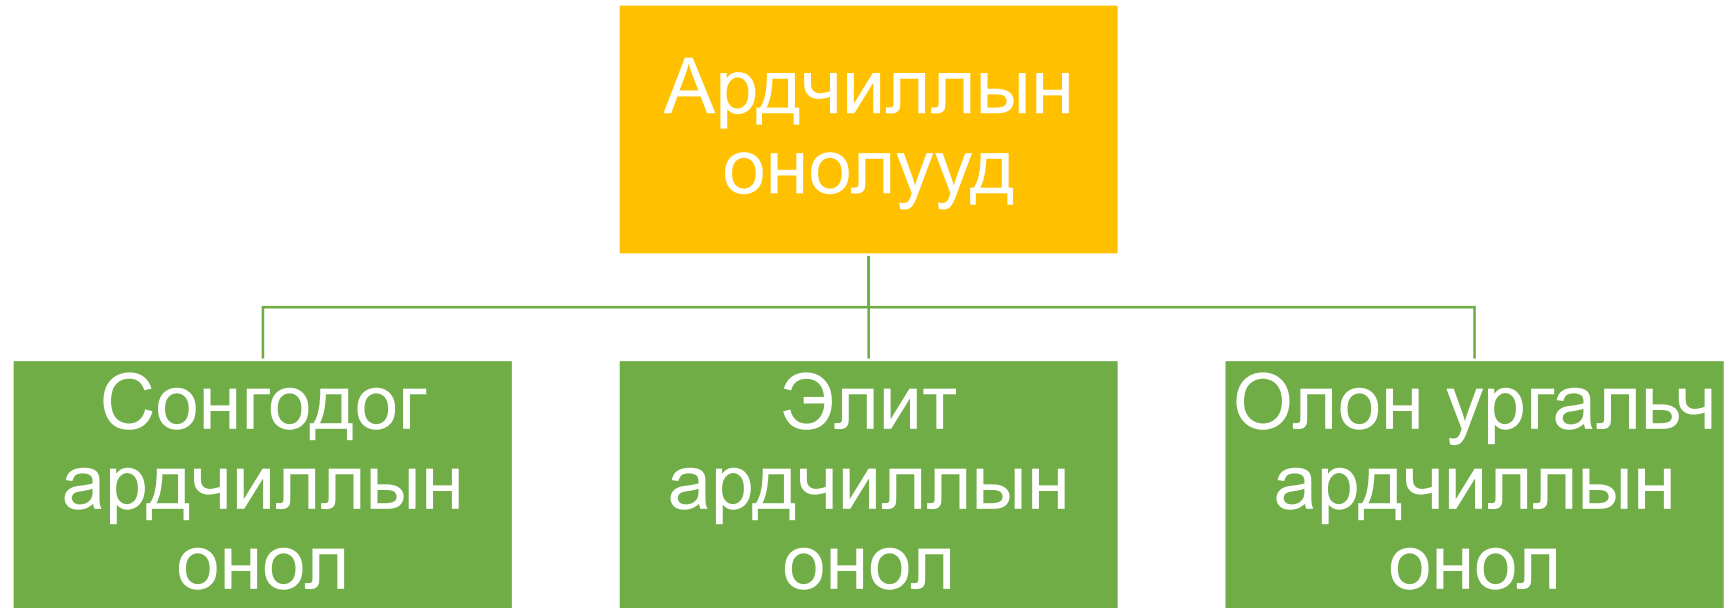 Ардчиллын
онолууд
Сонгодог
ардчиллын
онол
Элит
ардчиллын
онол
Олон ургальч
ардчиллын
онол